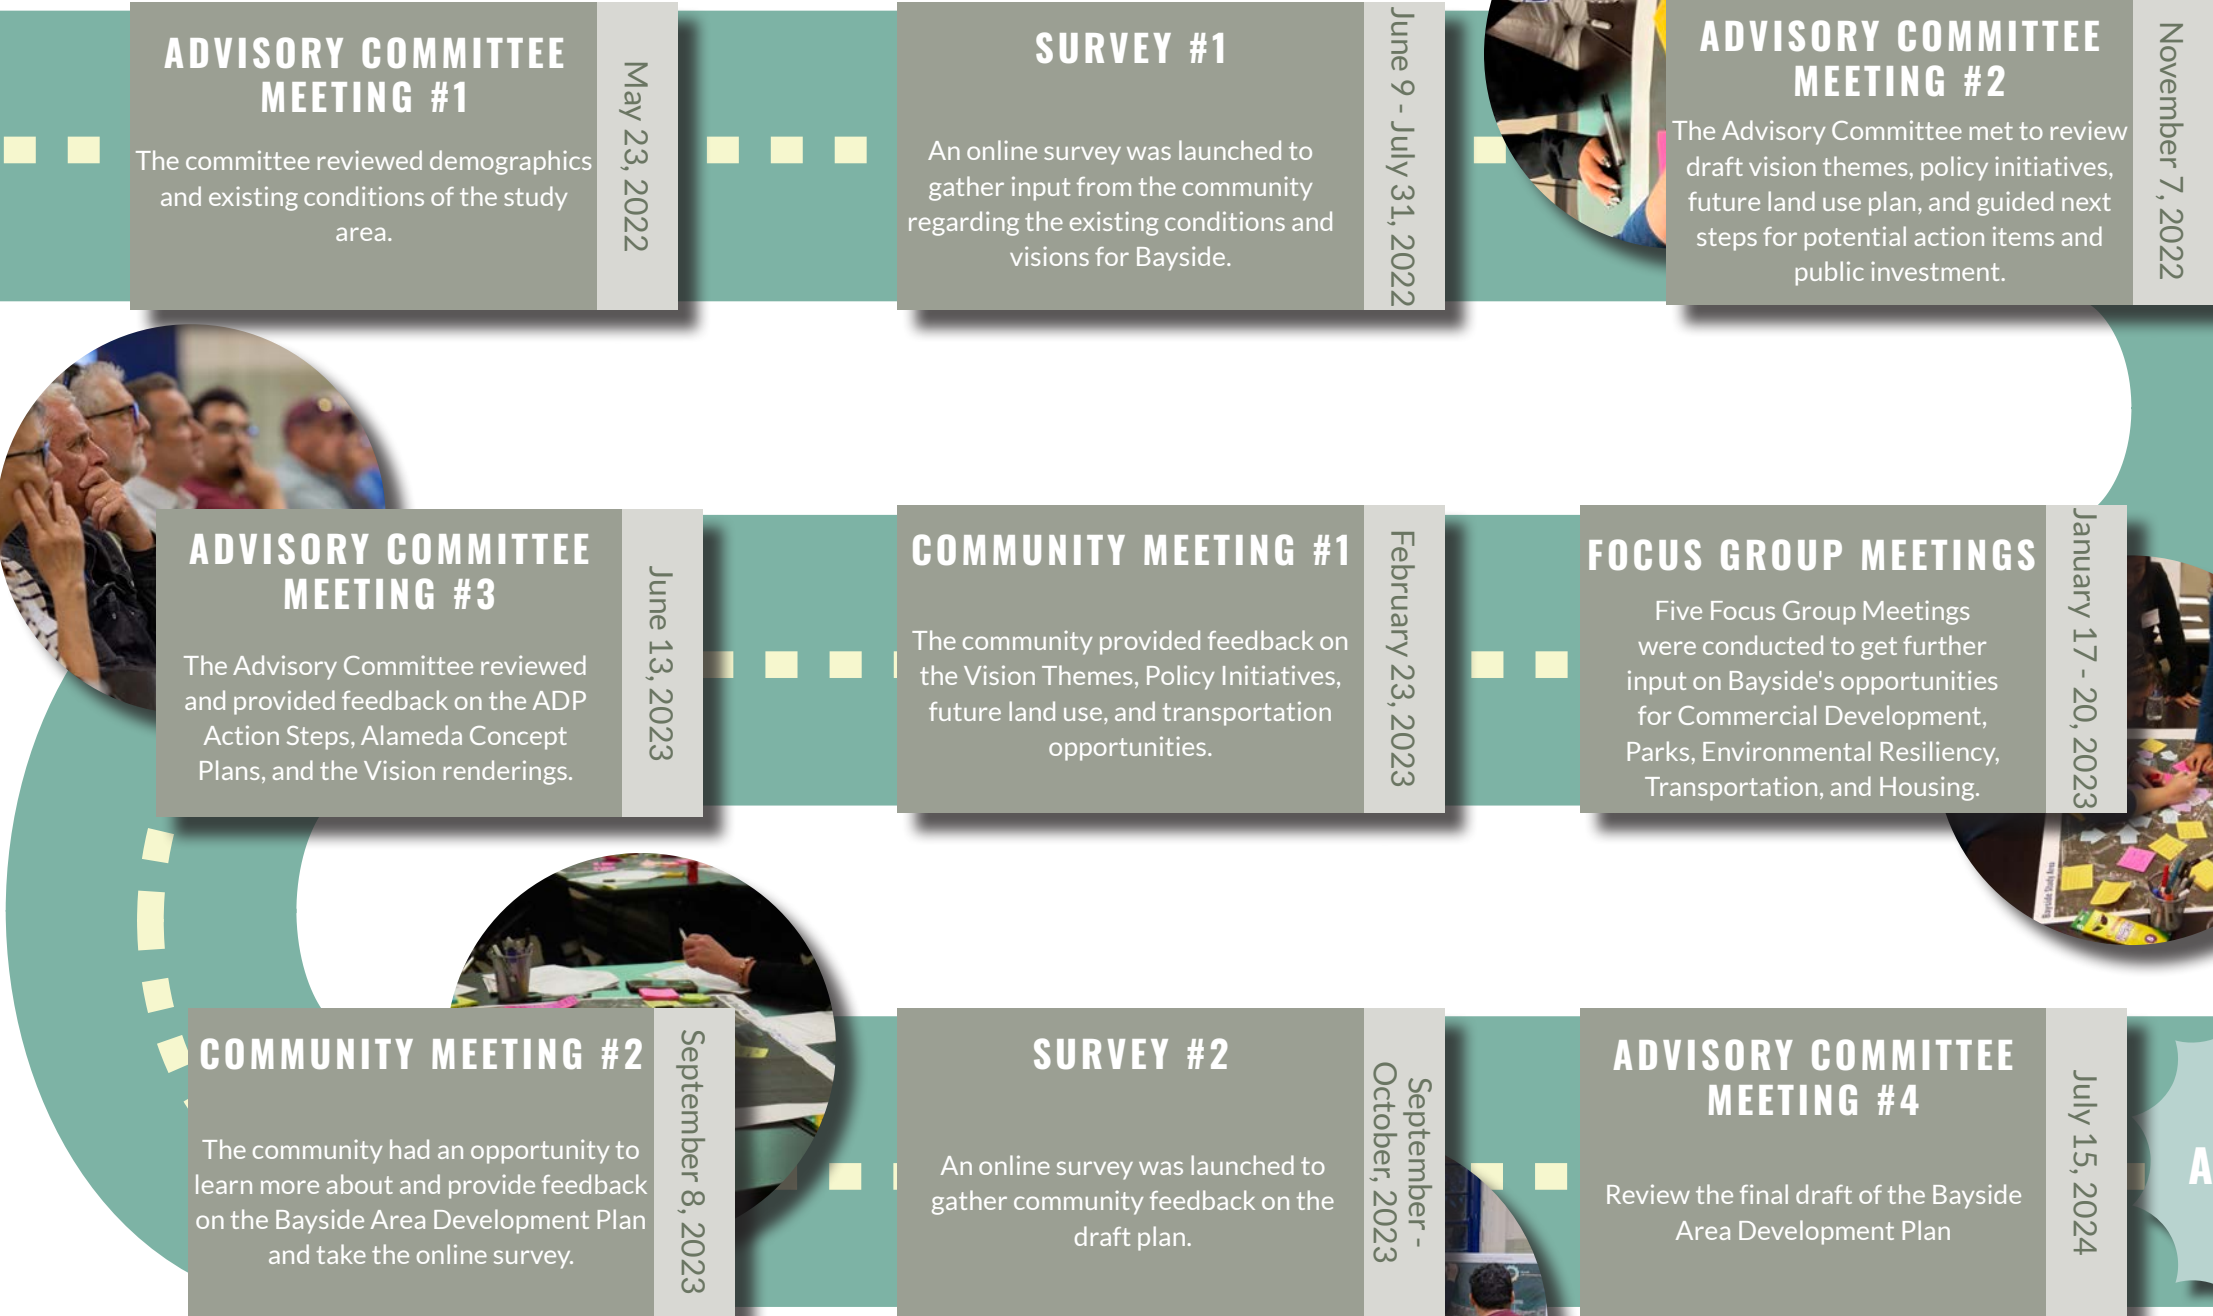 ADVISORY COMMITTEE
MEETING #1
The committee reviewed demographics
and existing conditions of the study
area.
May 23, 2022
SURVEY #1
An online survey was launched to
gather input from the community
regarding the existing conditions and
visions for Bayside.
June 9 - July 31, 2022
ADVISORY COMMITTEE
MEETING #2
The Advisory Committee met to review
draft vision themes, policy initiatives,
future land use plan, and guided next
steps for potential action items and
public investment.
November 7, 2022
ADVISORY COMMITTEE
MEETING #3
The Advisory Committee reviewed
and provided feedback on the ADP
Action Steps, Alameda Concept
Plans, and the Vision renderings.
June 13, 2023
COMMUNITY MEETING #1
The community provided feedback on
the Vision Themes, Policy Initiatives,
future land use, and transportation
opportunities.
February 23, 2023
FOCUS GROUP MEETINGS
Five Focus Group Meetings
were conducted to get further
input on Bayside's opportunities
for Commercial Development,
Parks, Environmental Resiliency,
Transportation, and Housing.
January 17 - 20, 2023
Bayside Study Area
COMMUNITY MEETING #2
The community had an opportunity to
learn more about and provide feedback
on the Bayside Area Development Plan
and take the online survey.
September 8, 2023
SURVEY #2
An online survey was launched to
gather community feedback on the
draft plan.
September -
October, 2023
ADVISORY COMMITTEE
MEETING #4
Review the final draft of the Bayside
Area Development Plan
July 15, 2024
A